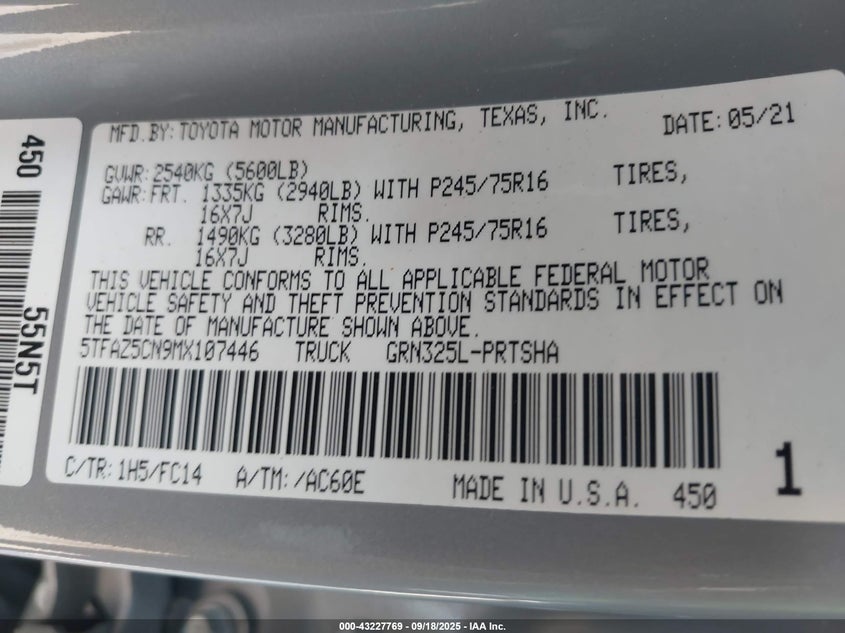 450
55N5T
MFD.BY:TOYOTA MOTOR MANUFACTURING, TEXAS, INC. DATE:05/21
GVWR:2540KG (5600LB)
GAWR:FRT. 1335KG (2940LB) WITH P245/75R16 TIRES,
16X7J RIMS.
RR. 1490KG (3280LB) WITH P245/75R16 TIRES,
16X7J RIMS.
THIS VEHICLE CONFORMS TO ALL APPLICABLE FEDERAL MOTOR
VEHICLE SAFETY AND THEFT PREVENTION STANDARDS IN EFFECT ON
THE DATE OF MANUFACTURE SHOWN ABOVE.
5TFAZ5CN9MX107446 TRUCK GRN325L-PRTSHA
C/TR:1H5/FC14 A/TM:/AC60E MADE IN U.S.A. 450 1
000-43227769 - 09/18/2025 - IAA Inc.